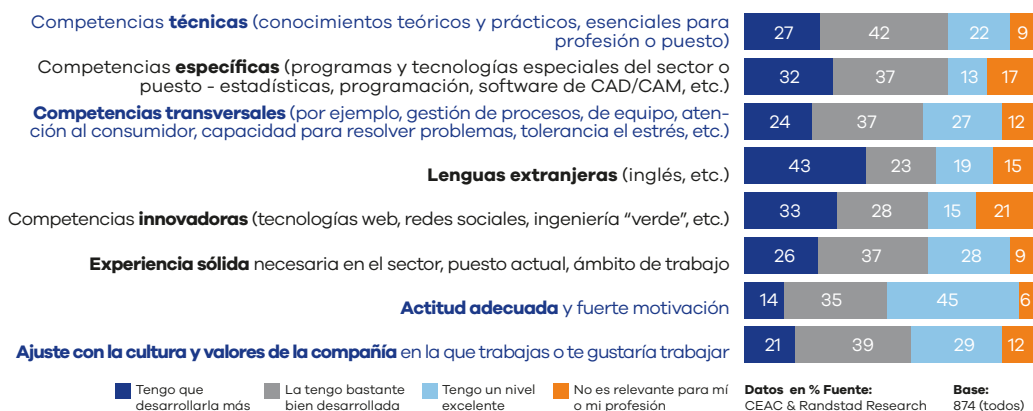 Competencias técnicas (conocimientos teóricos y prácticos, esenciales para
profesión o puesto)
27 42 22 9
Competencias específicas (programas y tecnologías especiales del sector o
puesto - estadísticas, programación, software de CAD/CAM, etc.)
32 37 13 17
Competencias transversales (por ejemplo, gestión de procesos, de equipo, aten-
ción al consumidor, capacidad para resolver problemas, tolerancia el estrés, etc.)
24 37 27 12
Lenguas extranjeras (inglés, etc.)
43 23 19 15
Competencias innovadoras (tecnologías web, redes sociales, ingeniería “verde”, etc.)
33 28 15 21
Experiencia sólida necesaria en el sector, puesto actual, ámbito de trabajo
26 37 28 9
Actitud adecuada y fuerte motivación
14 35 45 6
Ajuste con la cultura y valores de la compañía en la que trabajas o te gustaría trabajar
21 39 29 12
Tengo que
desarrollarla más
La tengo bastante
bien desarrollada
Tengo un nivel
excelente
No es relevante para mí
o mi profesión
Datos en % Fuente:
CEAC & Randstad Research
Base:
874 (todos)